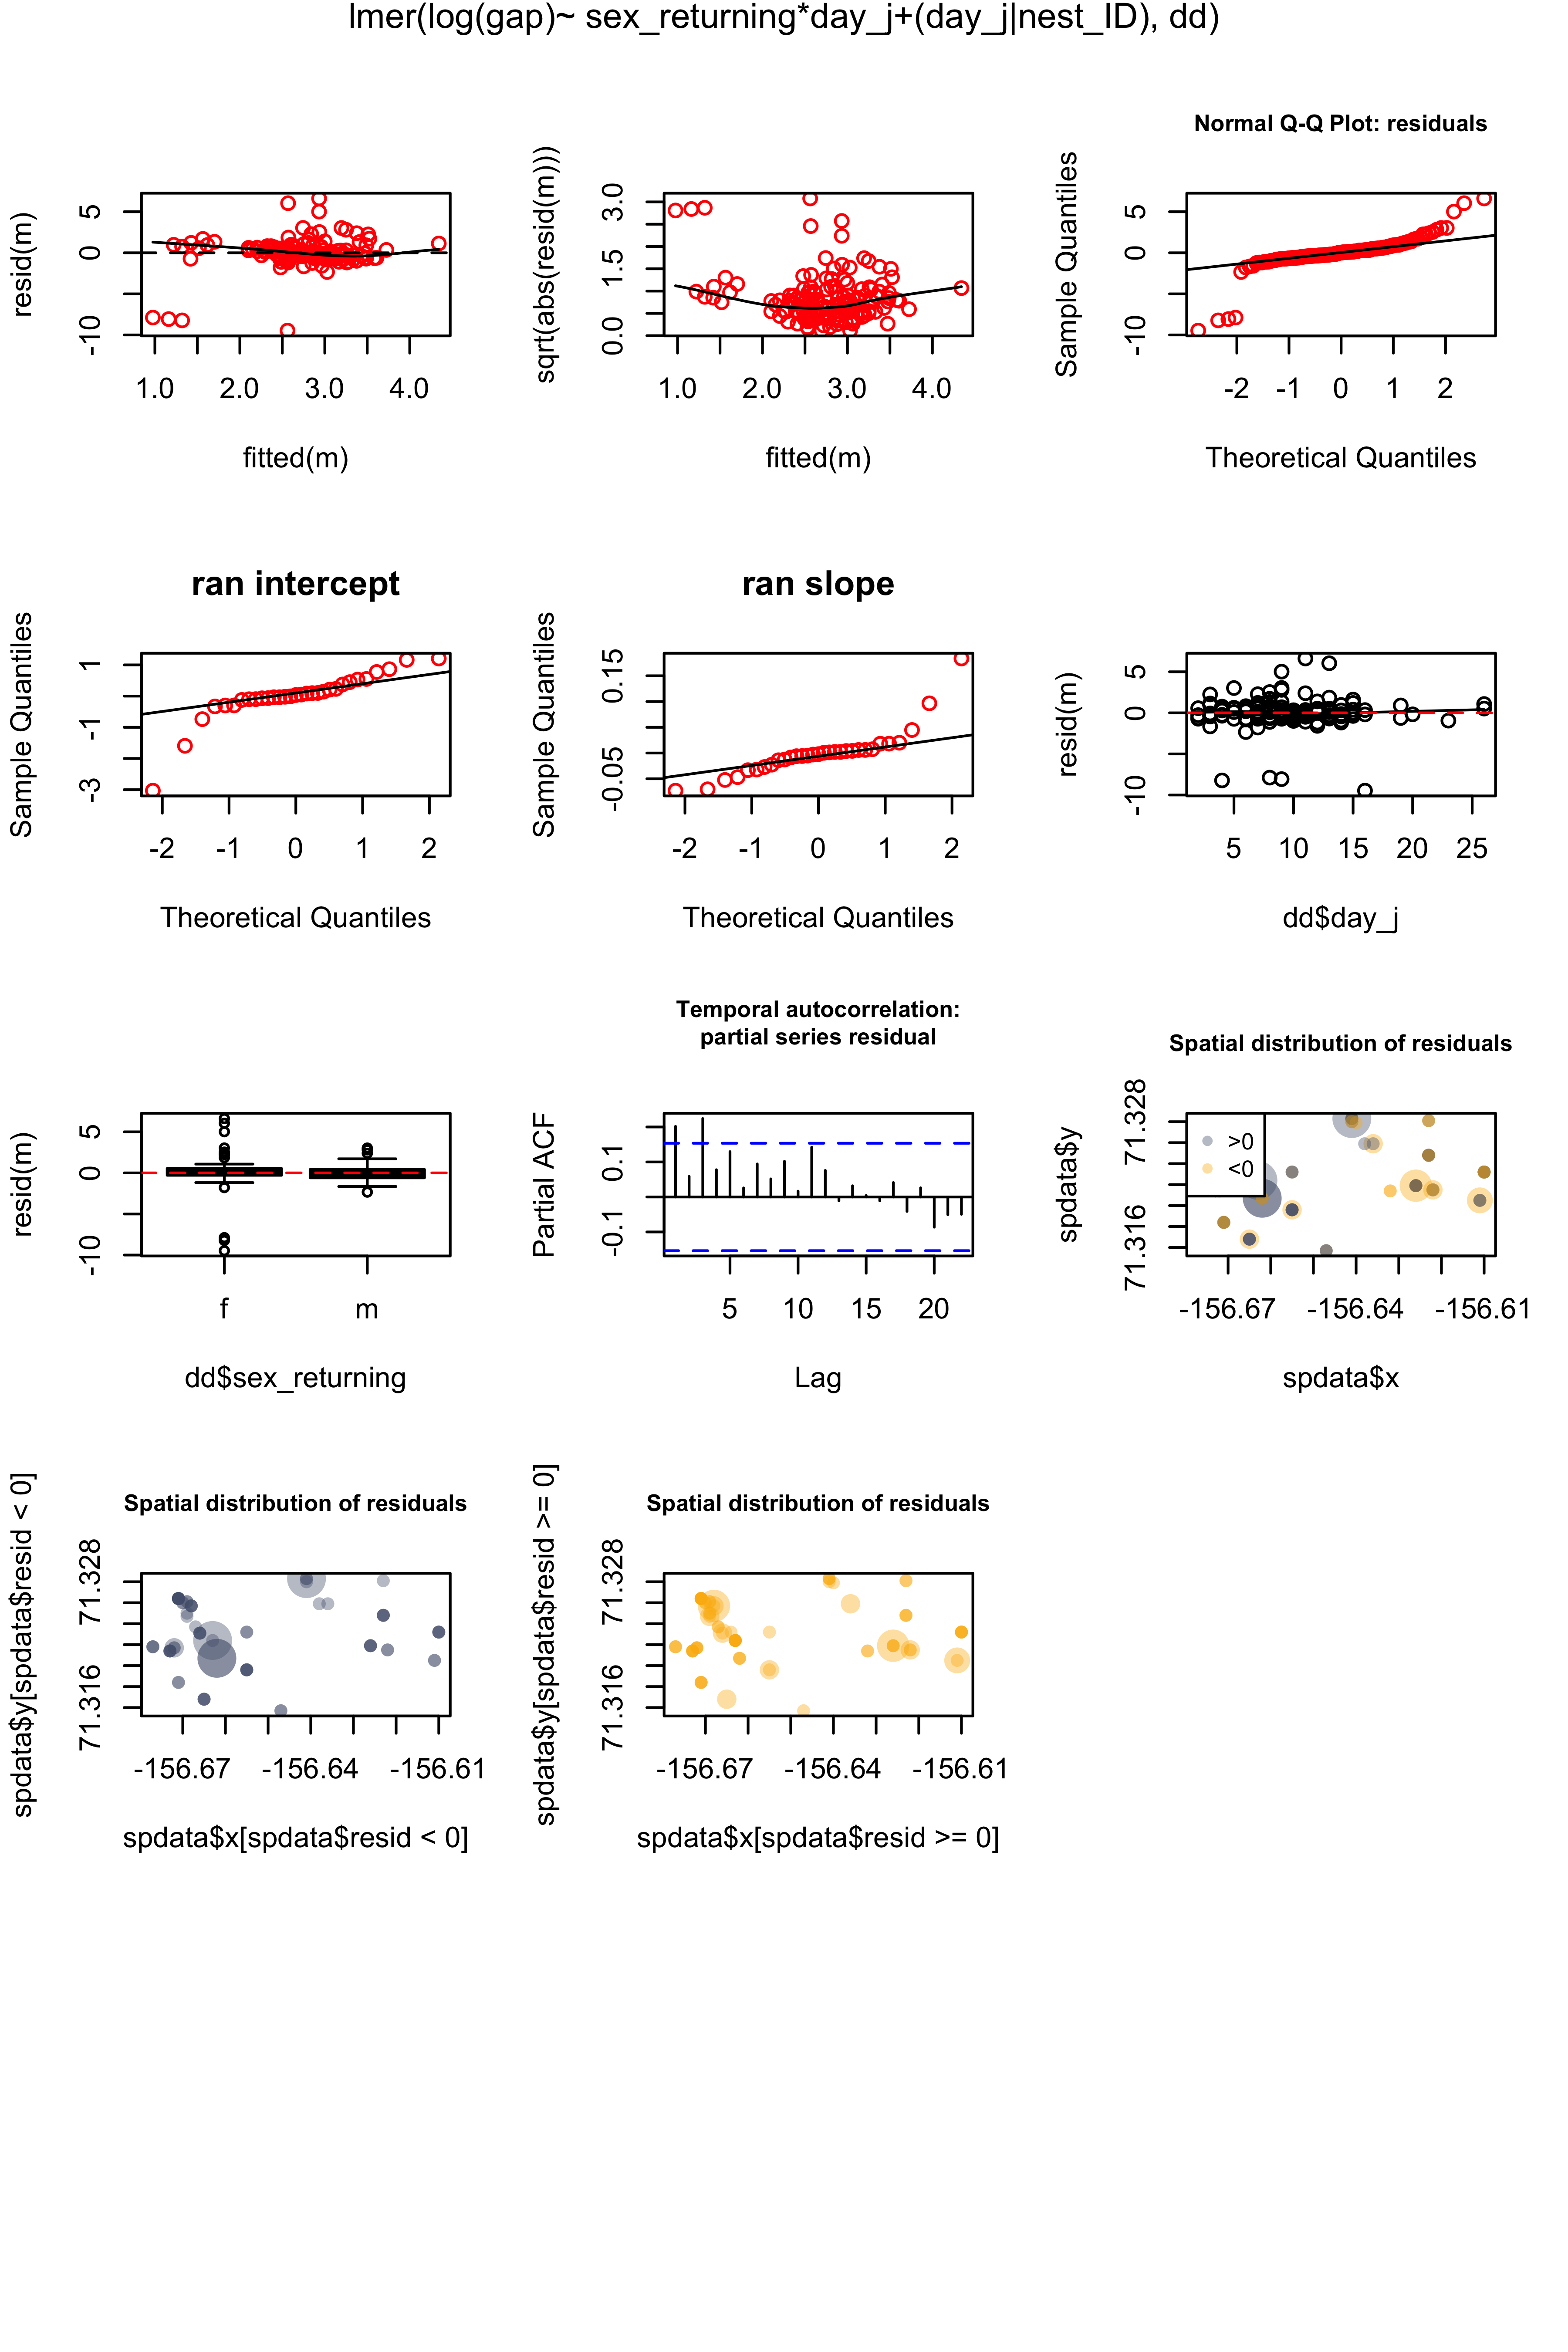 lmer(log(gap)~ sex_returning*day_j+(day_j|nest_ID), dd)
resid(m)
5
0
-10
1.0
2.0
3.0
4.0
fitted(m)
sqrt(abs(resid(m)))
3.0
1.5
0.0
1.0
2.0
3.0
4.0
fitted(m)
Normal Q-Q Plot: residuals
Sample Quantiles
5
0
-10
-2
-1
0
1
2
Theoretical Quantiles
ran intercept
Sample Quantiles
1
-1
-3
-2
-1
0
1
2
Theoretical Quantiles
ran slope
Sample Quantiles
0.15
-0.05
-2
-1
0
1
2
Theoretical Quantiles
resid(m)
5
0
-10
5
10
15
20
25
dd$day_j
resid(m)
5
0
-10
f
m
dd$sex_returning
Temporal autocorrelation:
partial series residual
Partial ACF
0.1
-0.1
5
10
15
20
Lag
Spatial distribution of residuals
spdata$y
71.328
71.316
>0
<0
-156.67
-156.64
-156.61
spdata$x
Spatial distribution of residuals
spdata$y[spdata$resid < 0]
71.328
71.316
-156.67
-156.64
-156.61
spdata$x[spdata$resid < 0]
Spatial distribution of residuals
spdata$y[spdata$resid >= 0]
71.328
71.316
-156.67
-156.64
-156.61
spdata$x[spdata$resid >= 0]